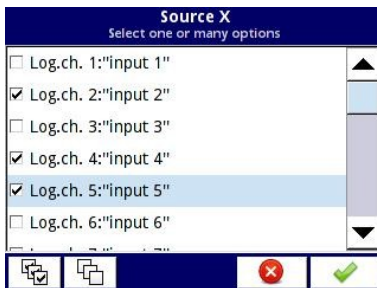 Source X
Select one or many options
Log.ch. 1:"input 1"
Log.ch. 2:"input 2"
Log.ch. 3:"input 3"
Log.ch. 4:"input 4"
Log.ch. 5:"input 5"
Log.ch. 6:"input 6"